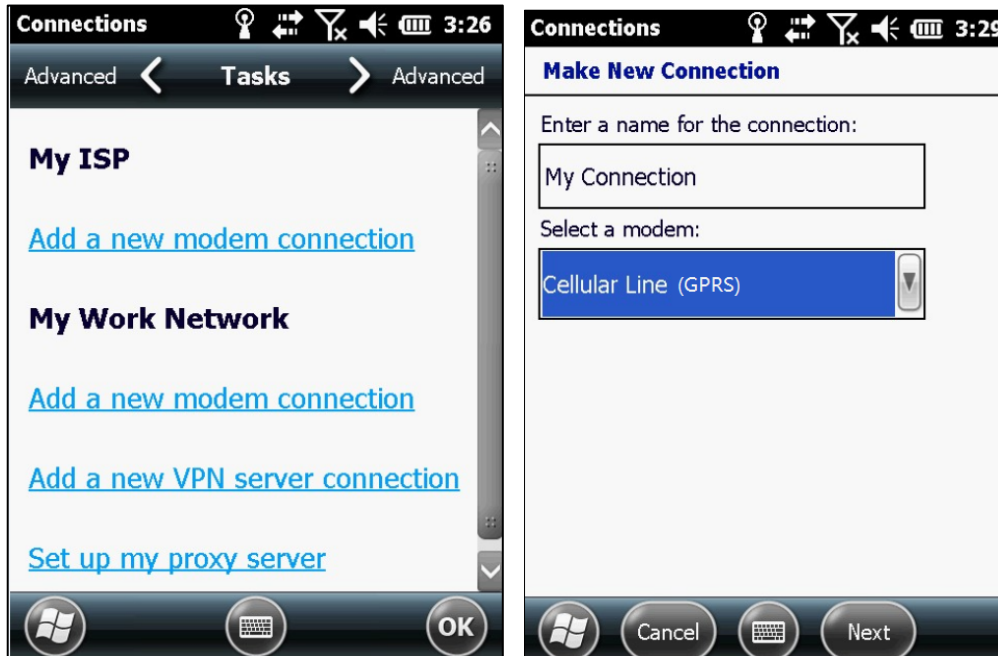 Connections 3:26
Advanced Tasks Advanced
My ISP
Add a new modem connection
My Work Network
Add a new modem connection
Add a new VPN server connection
Set up my proxy server
OK
Connections 3:29
Make New Connection
Enter a name for the connection:
My Connection
Select a modem:
Cellular Line (GPRS)
Cancel Next